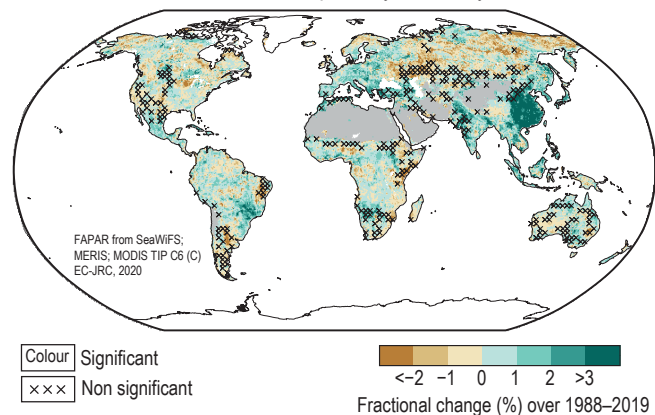 FAPAR from SeaWiFS;
MERIS; MODIS TIP C6 (C)
EC-JRC, 2020
Colour Significant
××× Non significant
<−2 −1 0 1 2 >3
Fractional change (%) over 1988–2019